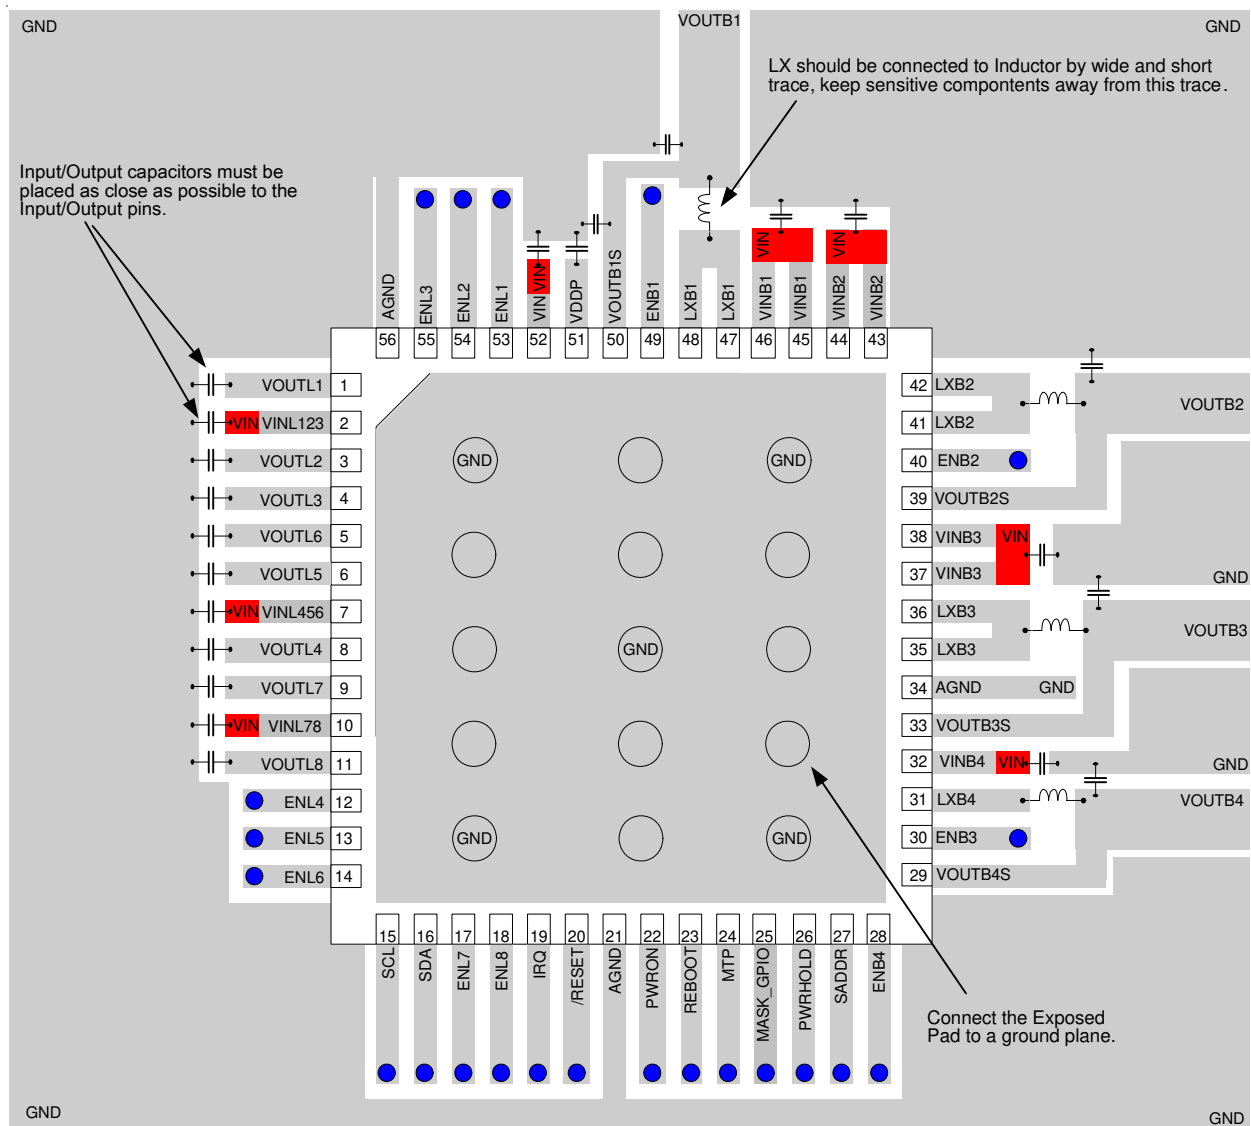 GND
VOUTB1
GND
LX should be connected to Inductor by wide and short
trace, keep sensitive compontents away from this trace.
Input/Output capacitors must be
placed as close as possible to the
Input/Output pins.
AGND
ENL3
ENL2
ENL1
VIN VIN
VDDP
VOUTB1S
ENB1
LXB1
LXB1
VIN
VINB1
VINB1
VIN
VINB2
VINB2
56 55 54 53 52 51 50 49 48 47 46 45 44 43
VOUTL1 1
VIN VINL123 2
VOUTL2 3
VOUTL3 4
VOUTL6 5
VOUTL5 6
VIN VINL456 7
VOUTL4 8
VOUTL7 9
VIN VINL78 10
VOUTL8 11
ENL4 12
ENL5 13
ENL6 14
GND GND
GND
GND GND
42 LXB2
VOUTB2
41 LXB2
40 ENB2
39 VOUTB2S
38 VINB3 VIN
37 VINB3
GND
36 LXB3
VOUTB3
35 LXB3
34 AGND GND
33 VOUTB3S
32 VINB4 VIN
GND
31 LXB4
VOUTB4
30 ENB3
29 VOUTB4S
15 16 17 18 19 20 21 22 23 24 25 26 27 28
SCL
SDA
ENL7
ENL8
IRQ
/RESET
AGND
PWRON
REBOOT
MTP
MASK_GPIO
PWRHOLD
SADDR
ENB4
Connect the Exposed
Pad to a ground plane.
GND
GND